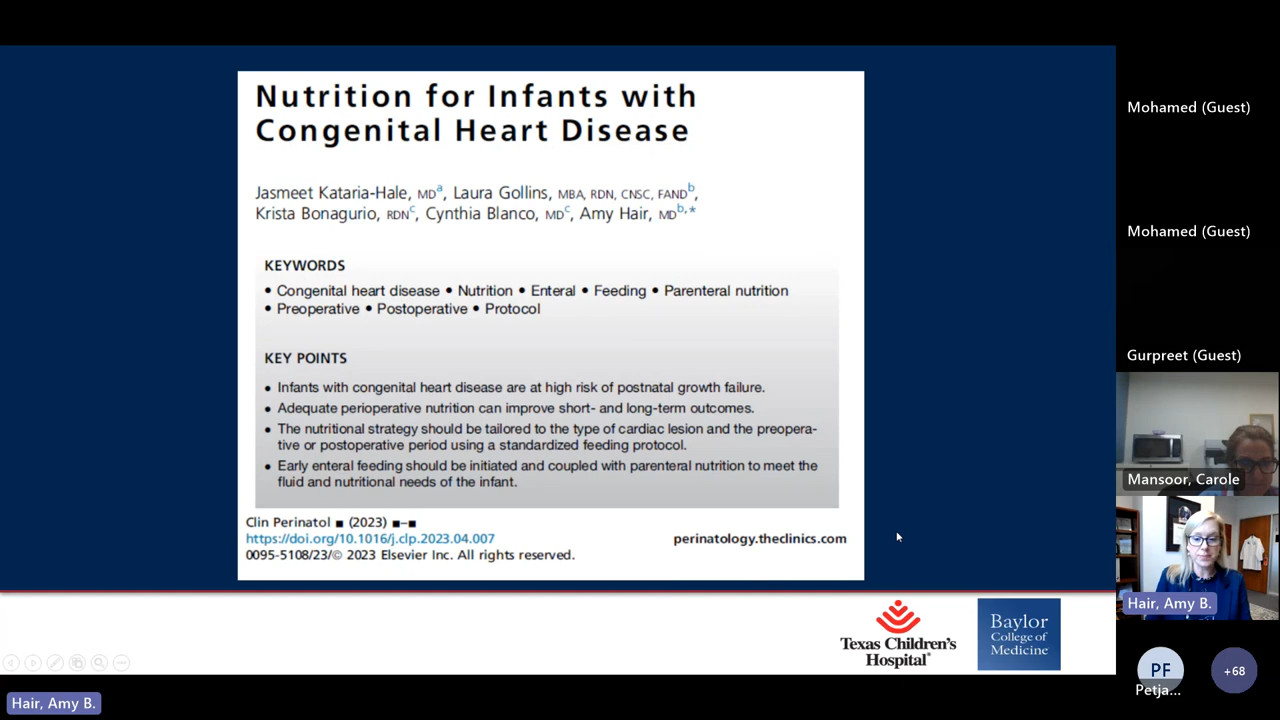 Nutrition for Infants with
Congenital Heart Disease
Jasmeet Kataria-Hale, MDa, Laura Gollins, MBA, RDN, CNSC, FANDb,
Krista Bonagurio, RDNc, Cynthia Blanco, MDc, Amy Hair, MDb,*
KEYWORDS
• Congenital heart disease • Nutrition • Enteral • Feeding • Parenteral nutrition
• Preoperative • Postoperative • Protocol
KEY POINTS
• Infants with congenital heart disease are at high risk of postnatal growth failure.
• Adequate perioperative nutrition can improve short- and long-term outcomes.
• The nutritional strategy should be tailored to the type of cardiac lesion and the preopera-
tive or postoperative period using a standardized feeding protocol.
• Early enteral feeding should be initiated and coupled with parenteral nutrition to meet the
fluid and nutritional needs of the infant.
Clin Perinatol ■ (2023) ■–■
https://doi.org/10.1016/j.clp.2023.04.007
perinatology.theclinics.com
0095-5108/23/© 2023 Elsevier Inc. All rights reserved.
Texas Children's
Hospital®
Baylor
College of
Medicine
Hair, Amy B.
Mohamed (Guest)
Mohamed (Guest)
Gurpreet (Guest)
Mansoor, Carole
Hair, Amy B.
PF
Petja...
+68